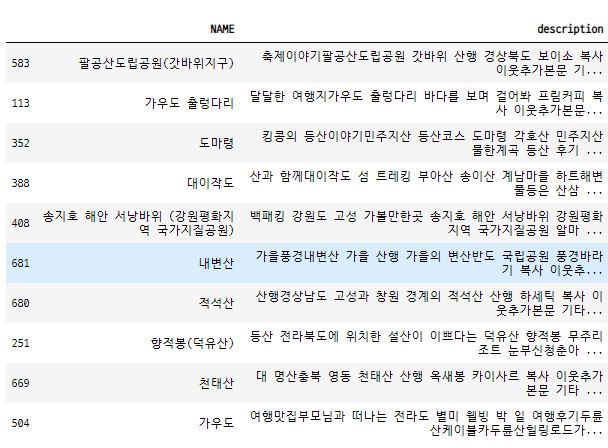 NAME description
583 팔공산도립공원(갓바위지구) 축제이야기팔공산도립공원 갓바위 산행 경상북도 보이소 복사
이웃추가본문 기...
113 가우도 출렁다리 달달한 여행지가우도 출렁다리 바다를 보며 걸어봐 프림커피 복
사 이웃추가본문...
352 도마령 킹콩의 등산이야기민주지산 등산코스 도마령 각호산 민주지산
물한계곡 등산 후기 ...
388 대이작도 산과 함께대이작도 섬 트레킹 부아산 송이산 계남마을 하트해변
풀등은 산삼 ...
408 송지호 해안 서낭바위 (강원평화지
역 국가지질공원) 백패킹 강원도 고성 가볼만한곳 송지호 해안 서낭바위 강원평화
지역 국가지질공원 알마 ...
681 내변산 가을풍경내변산 가을 산행 가을의 변산반도 국립공원 풍경바라
기 복사 이웃추...
680 적석산 산행경상남도 고성과 창원 경계의 적석산 산행 하세틱 복사 이
웃추가본문 기타...
251 향적봉(덕유산) 등산 전라북도에 위치한 설산이 이쁘다는 덕유산 향적봉 무주리
조트 눈부신청춘아 ...
669 천태산 대 명산충북 영동 천태산 산행 옥새봉 카이사르 복사 이웃추가
본문 기타 ...
504 가우도 여행맛집부모님과 떠나는 전라도 별미 웰빙 박 일 여행후기두륜
산케이블카두륜산힐링로드가...